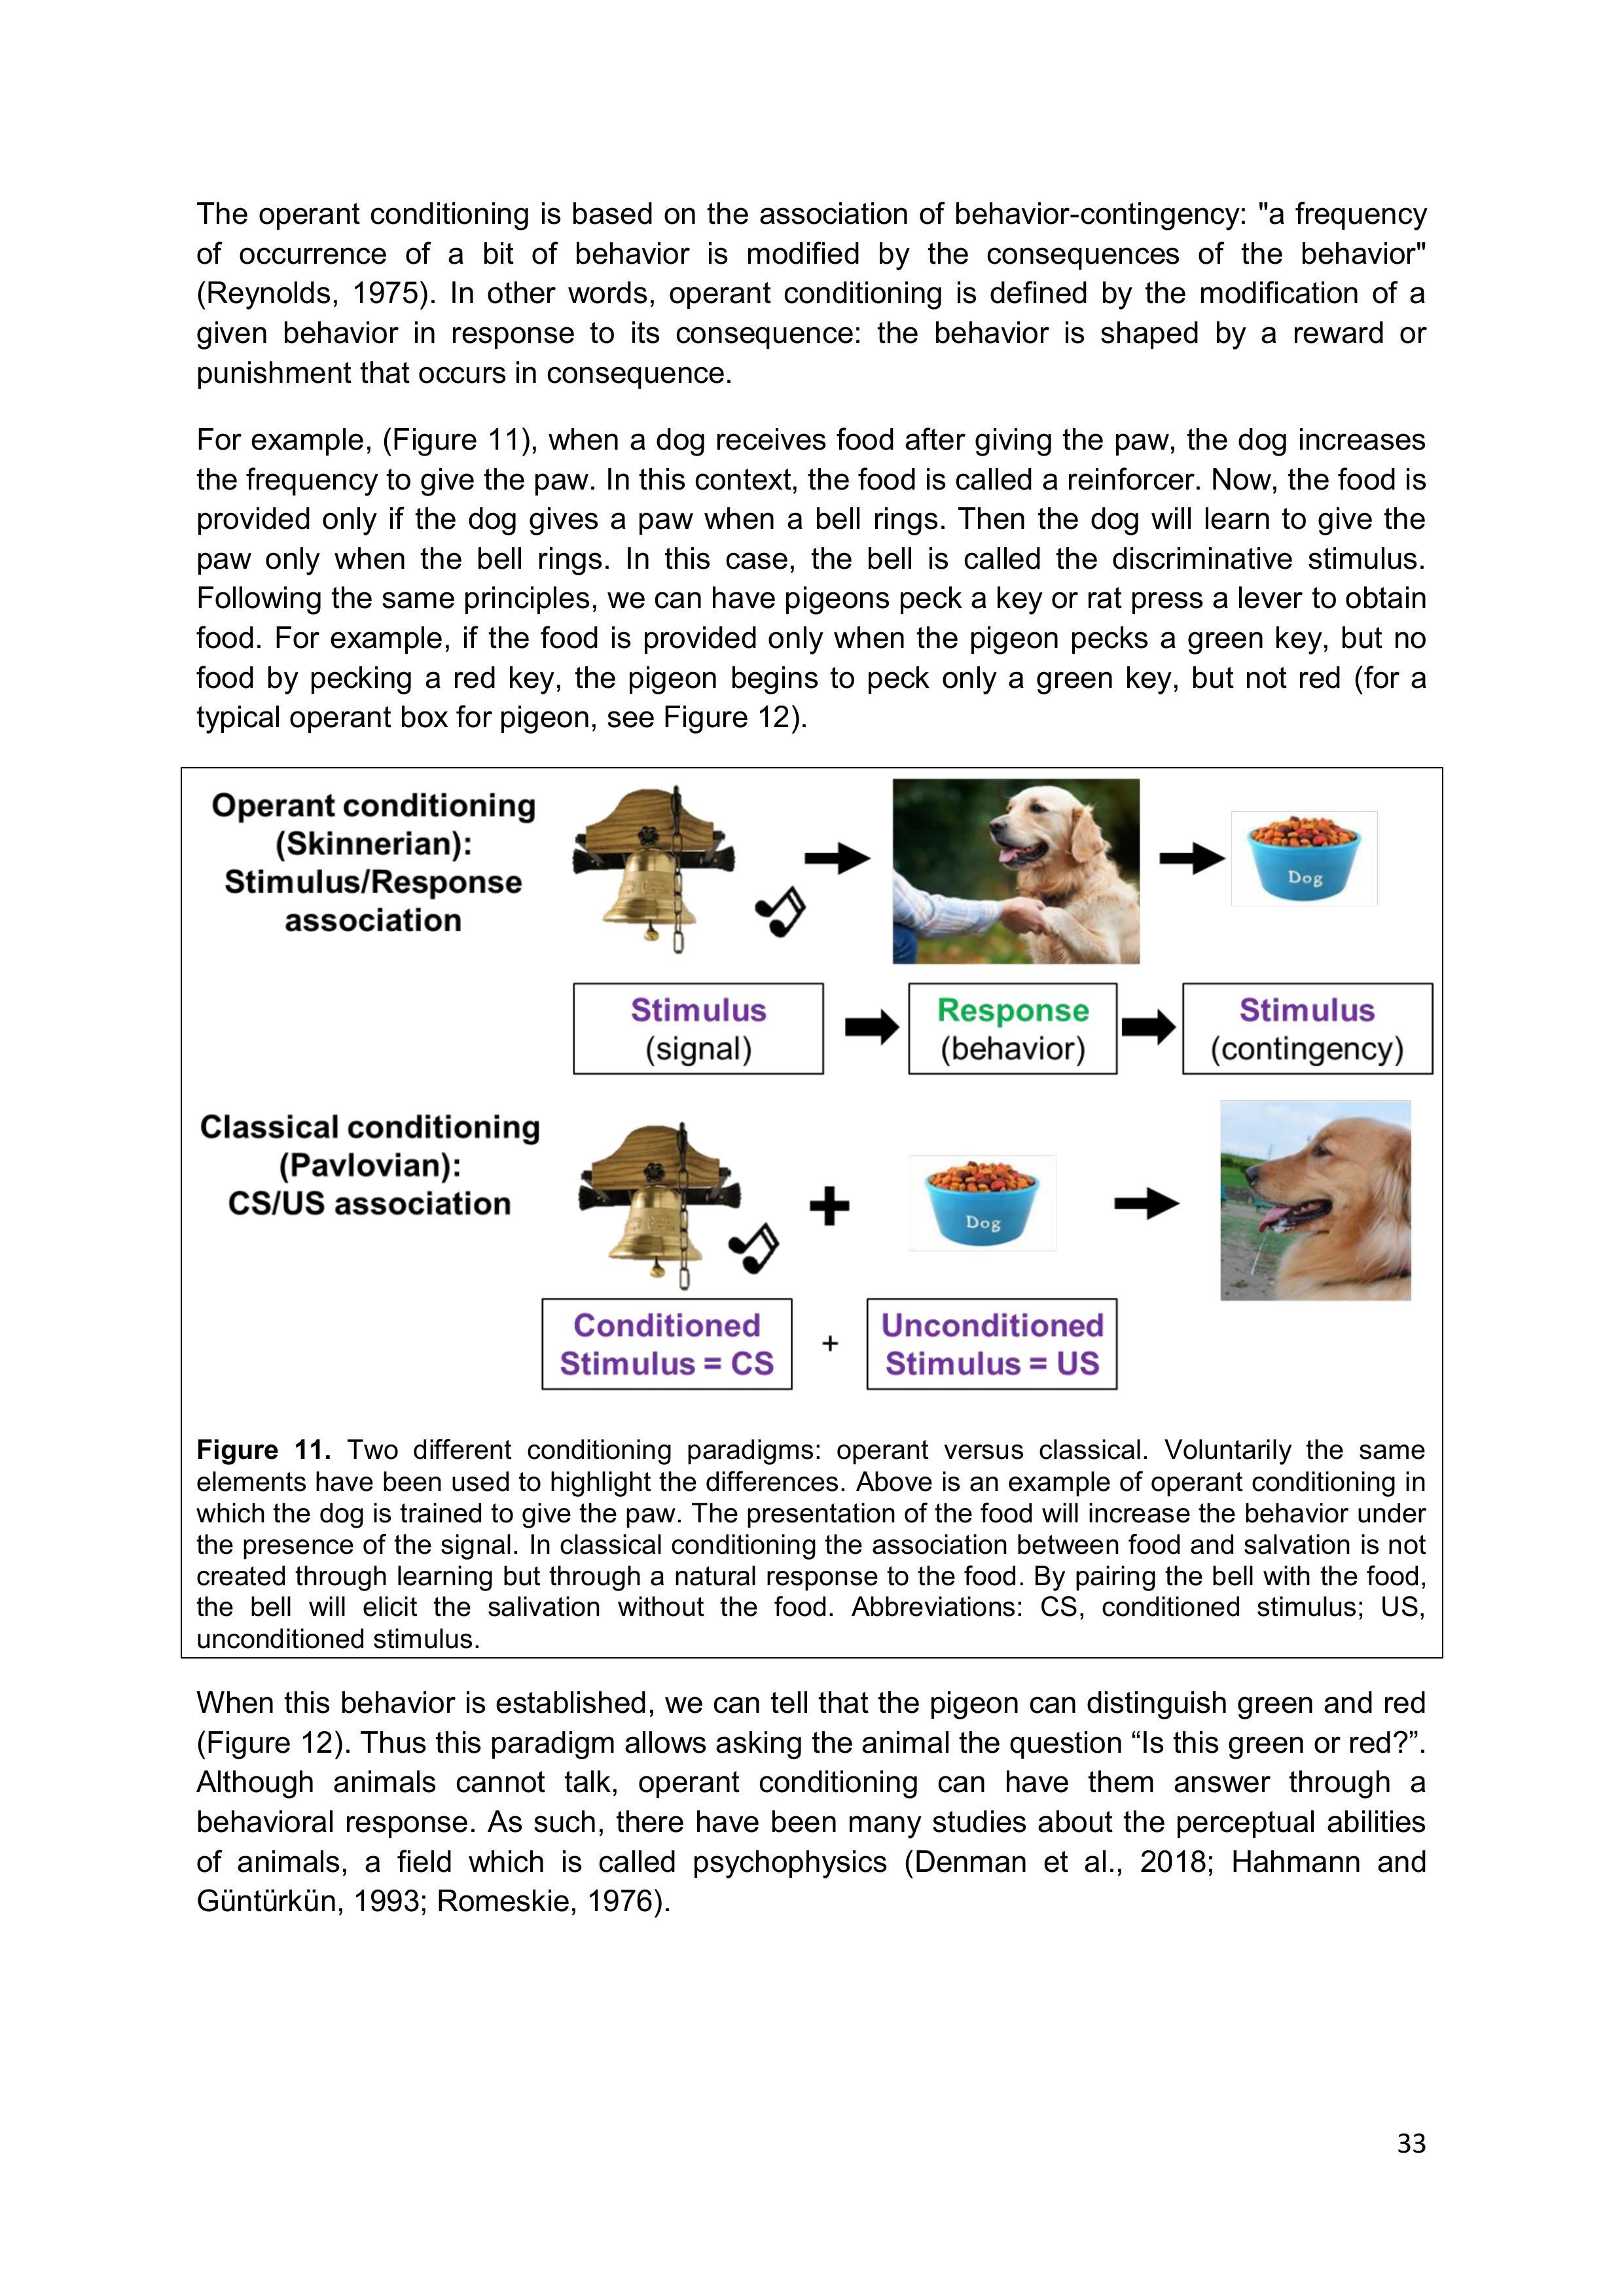 The operant conditioning is based on the association of behavior-contingency: "a frequency
of occurrence of a bit of behavior is modified by the consequences of the behavior"
(Reynolds, 1975). In other words, operant conditioning is defined by the modification of a
given behavior in response to its consequence: the behavior is shaped by a reward or
punishment that occurs in consequence.
For example, (Figure 11), when a dog receives food after giving the paw, the dog increases
the frequency to give the paw. In this context, the food is called a reinforcer. Now, the food is
provided only if the dog gives a paw when a bell rings. Then the dog will learn to give the
paw only when the bell rings. In this case, the bell is called the discriminative stimulus.
Following the same principles, we can have pigeons peck a key or rat press a lever to obtain
food. For example, if the food is provided only when the pigeon pecks a green key, but no
food by pecking a red key, the pigeon begins to peck only a green key, but not red (for a
typical operant box for pigeon, see Figure 12).
Operant conditioning
(Skinnerian):
Stimulus/Response
association
Dog
Stimulus
(signal)
Response
(behavior)
Stimulus
(contingency)
Classical conditioning
(Pavlovian):
CS/US association
+
Dog
Conditioned
Stimulus = CS
+
Unconditioned
Stimulus = US
Figure 11. Two different conditioning paradigms: operant versus classical. Voluntarily the same
elements have been used to highlight the differences. Above is an example of operant conditioning in
which the dog is trained to give the paw. The presentation of the food will increase the behavior under
the presence of the signal. In classical conditioning the association between food and salvation is not
created through learning but through a natural response to the food. By pairing the bell with the food,
the bell will elicit the salivation without the food. Abbreviations: CS, conditioned stimulus; US,
unconditioned stimulus.
When this behavior is established, we can tell that the pigeon can distinguish green and red
(Figure 12). Thus this paradigm allows asking the animal the question “Is this green or red?”.
Although animals cannot talk, operant conditioning can have them answer through a
behavioral response. As such, there have been many studies about the perceptual abilities
of animals, a field which is called psychophysics (Denman et al., 2018; Hahmann and
Güntürkün, 1993; Romeskie, 1976).
33